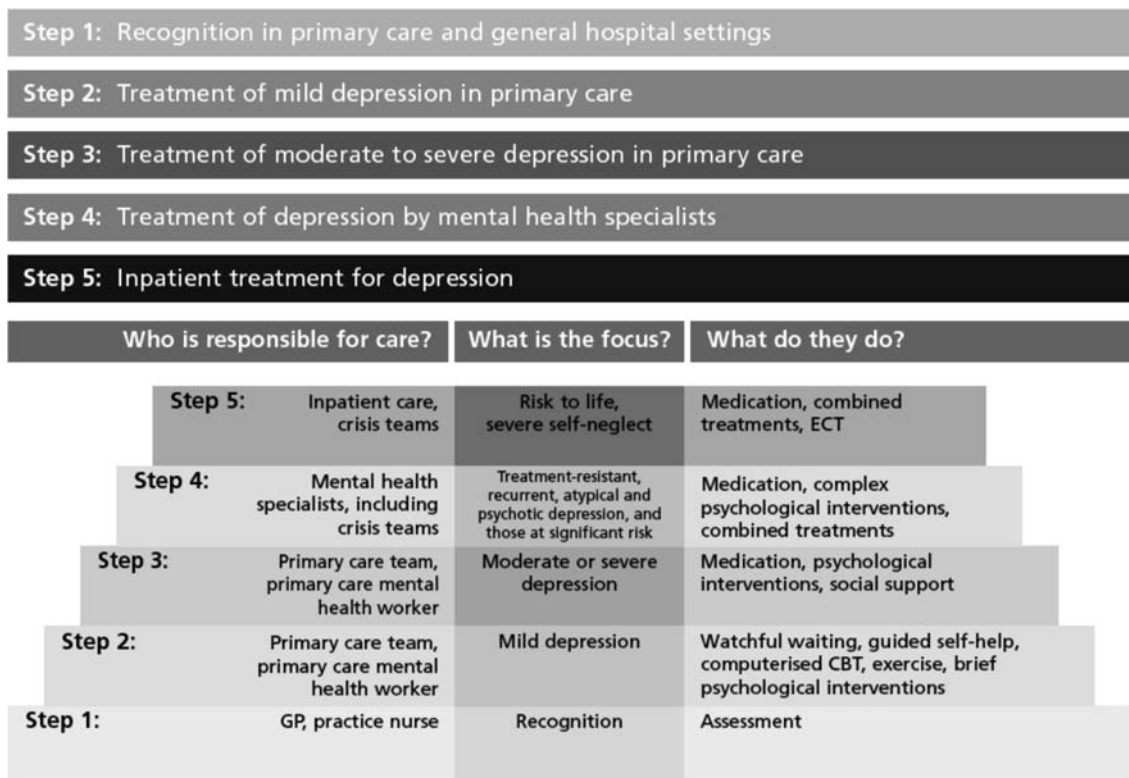 Step 1: Recognition in primary care and general hospital settings
Step 2: Treatment of mild depression in primary care
Step 3: Treatment of moderate to severe depression in primary care
Step 4: Treatment of depression by mental health specialists
Step 5: Inpatient treatment for depression
Who is responsible for care? What is the focus? What do they do?
Step 5:
Inpatient care,
crisis teams
Risk to life,
severe self-neglect
Medication, combined
treatments, ECT
Step 4:
Mental health
specialists, including
crisis teams
Treatment-resistant,
recurrent, atypical and
psychotic depression, and
those at significant risk
Medication, complex
psychological interventions,
combined treatments
Step 3:
Primary care team,
primary care mental
health worker
Moderate or severe
depression
Medication, psychological
interventions, social support
Step 2:
Primary care team,
primary care mental
health worker
Mild depression
Watchful waiting, guided self-help,
computerised CBT, exercise, brief
psychological interventions
Step 1:
GP, practice nurse
Recognition
Assessment